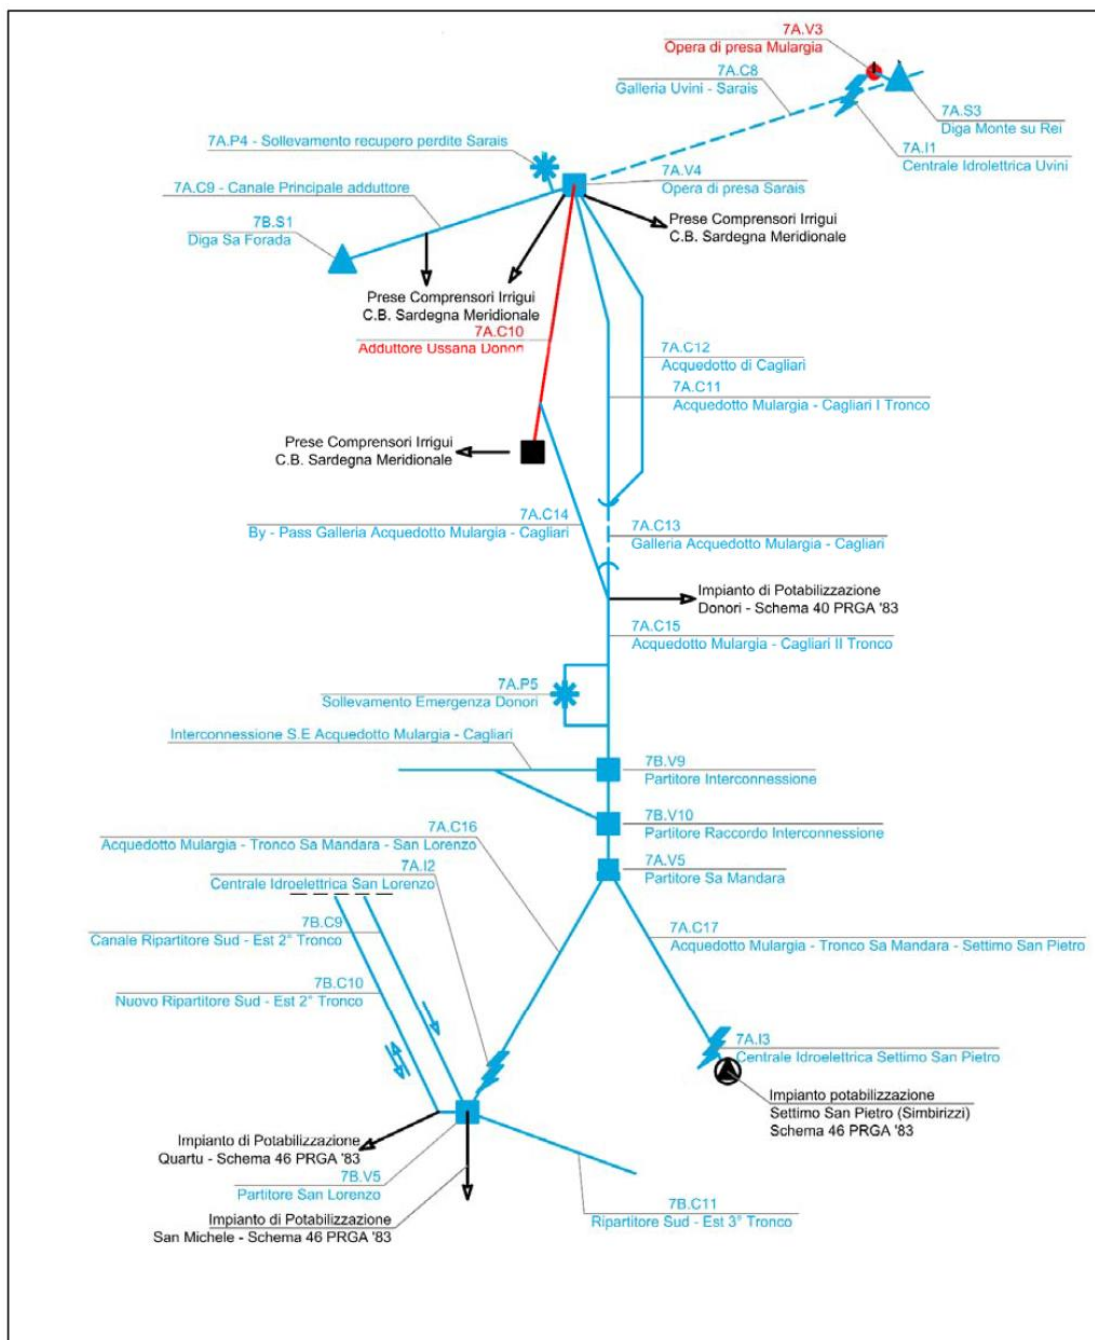 7A.V3
Opera di presa Mulargia
7A.C8
Galleria Uvini - Sarais
7A.S3
Diga Monte su Rei
7A.I1
Centrale Idrolettrica Uvini
7A.P4 - Sollevamento recupero perdite Sarais
7A.V4
Opera di presa Sarais
7A.C9 - Canale Principale adduttore
7B.S1
Diga Sa Forada
Prese Comprensori Irrigui
C.B. Sardegna Meridionale
Prese Comprensori Irrigui
C.B. Sardegna Meridionale
7A.C10
Adduttore Ussana Donori
7A.C12
Acquedotto di Cagliari
7A.C11
Acquedotto Mulargia - Cagliari I Tronco
Prese Comprensori Irrigui
C.B. Sardegna Meridionale
7A.C14
By - Pass Galleria Acquedotto Mulargia - Cagliari
7A.C13
Galleria Acquedotto Mulargia - Cagliari
Impianto di Potabilizzazione
Donori - Schema 40 PRGA '83
7A.C15
Acquedotto Mulargia - Cagliari II Tronco
7A.P5
Sollevamento Emergenza Donori
Interconnessione S.E Acquedotto Mulargia - Cagliari
7B.V9
Partitore Interconnessione
7B.V10
Partitore Raccordo Interconnessione
7A.C16
Acquedotto Mulargia - Tronco Sa Mandara - San Lorenzo
7A.V5
Partitore Sa Mandara
7A.I2
Centrale Idroelettrica San Lorenzo
7B.C9
Canale Ripartitore Sud - Est 2° Tronco
7A.C17
Acquedotto Mulargia - Tronco Sa Mandara - Settimo San Pietro
7B.C10
Nuovo Ripartitore Sud - Est 2° Tronco
7A.I3
Centrale Idroelettrica Settimo San Pietro
Impianto potabilizzazione
Settimo San Pietro (Simbirizzi)
Schema 46 PRGA '83
Impianto di Potabilizzazione
Quartu - Schema 46 PRGA '83
7B.V5
Partitore San Lorenzo
7B.C11
Ripartitore Sud - Est 3° Tronco
Impianto di Potabilizzazione
San Michele - Schema 46 PRGA '83